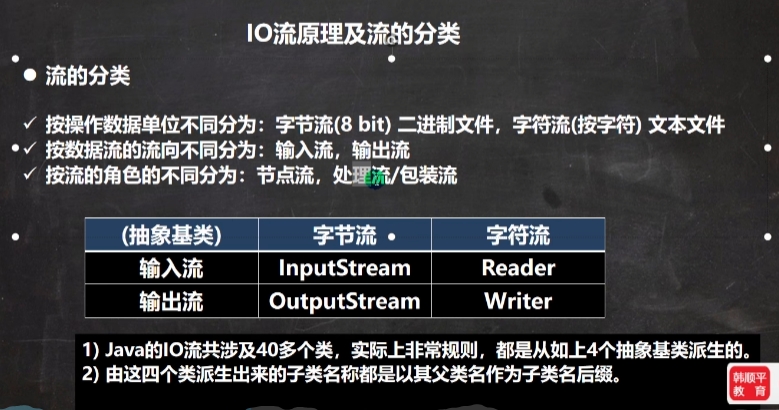 IO流原理及流的分类
● 流的分类
✓ 按操作数据单位不同分为：字节流(8 bit) 二进制文件，字符流(按字符) 文本文件
✓ 按数据流的流向不同分为：输入流，输出流
✓ 按流的角色的不同分为：节点流，处理流/包装流
(抽象基类) 字节流 字符流
输入流 InputStream Reader
输出流 OutputStream Writer
1) Java的IO流共涉及40多个类，实际上非常规则，都是从如上4个抽象基类派生的。
2) 由这四个类派生出来的子类名称都是以其父类名作为子类名后缀。
韩顺平
教育